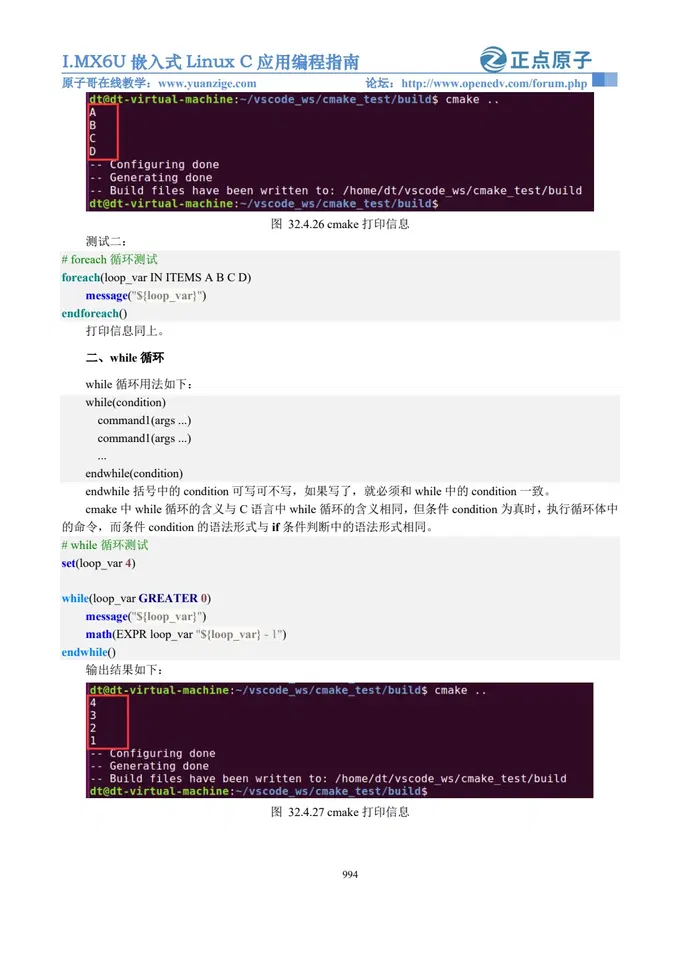 I.MX6U 嵌入式 Linux C 应用编程指南
正点原子
原子哥在线教学：www.yuanzige.com 论坛：http://www.openedv.com/forum.php
dt@dt-virtual-machine:~/vscode_ws/cmake_test/build$ cmake ..
A
B
C
D
-- Configuring done
-- Generating done
-- Build files have been written to: /home/dt/vscode_ws/cmake_test/build
dt@dt-virtual-machine:~/vscode_ws/cmake_test/build$
图 32.4.26 cmake 打印信息
测试二：
# foreach 循环测试
foreach(loop_var IN ITEMS A B C D)
message("${loop_var}")
endforeach()
打印信息同上。
二、while 循环
while 循环用法如下：
while(condition)
command1(args ...)
command1(args ...)
...
endwhile(condition)
endwhile 括号中的 condition 可写可不写，如果写了，就必须和 while 中的 condition 一致。
cmake 中 while 循环的含义与 C 语言中 while 循环的含义相同，但条件 condition 为真时，执行循环体中
的命令，而条件 condition 的语法形式与 if 条件判断中的语法形式相同。
# while 循环测试
set(loop_var 4)
while(loop_var GREATER 0)
message("${loop_var}")
math(EXPR loop_var "${loop_var} - 1")
endwhile()
输出结果如下：
dt@dt-virtual-machine:~/vscode_ws/cmake_test/build$ cmake ..
4
3
2
1
-- Configuring done
-- Generating done
-- Build files have been written to: /home/dt/vscode_ws/cmake_test/build
dt@dt-virtual-machine:~/vscode_ws/cmake_test/build$
图 32.4.27 cmake 打印信息
994